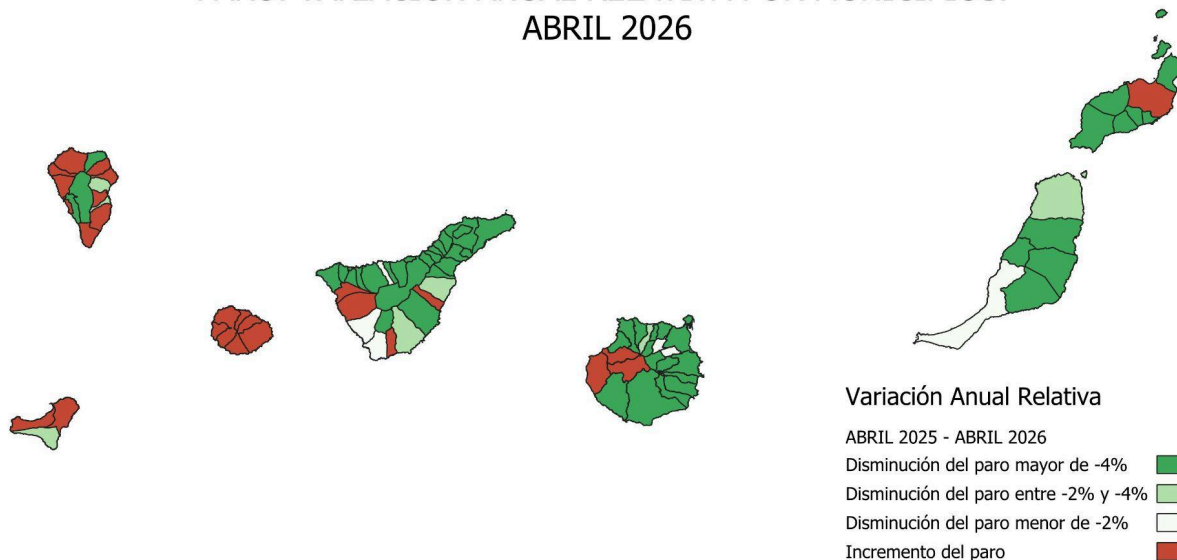 ABRIL 2026
Variación Anual Relativa
ABRIL 2025 - ABRIL 2026
Disminución del paro mayor de -4%
Disminución del paro entre -2% y -4%
Disminución del paro menor de -2%
Incremento del paro